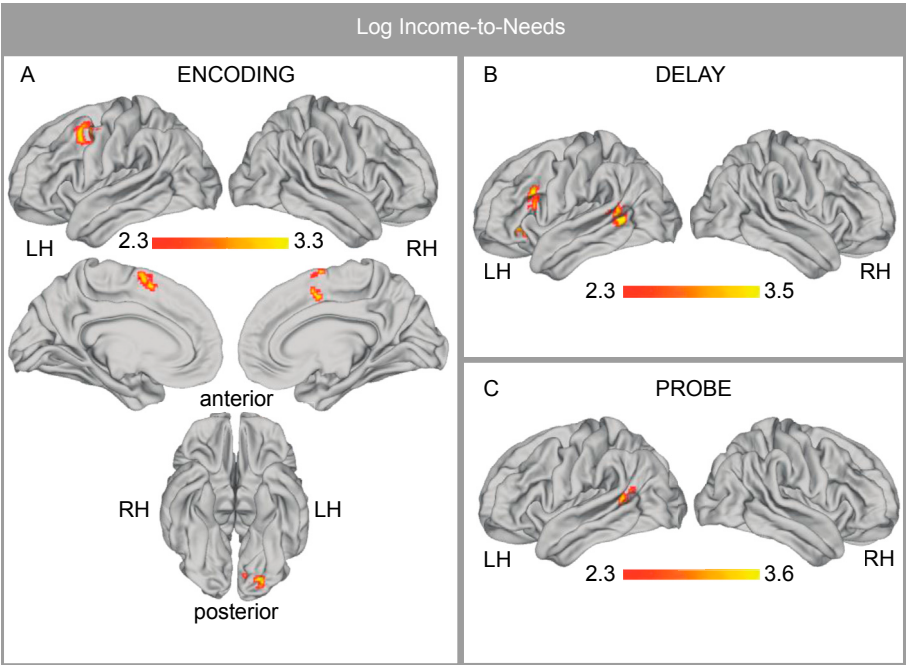 Log Income-to-Needs
A ENCODING
LH 2.3 3.3 RH
anterior
RH LH
posterior
B DELAY
LH RH
2.3 3.5
C PROBE
LH RH
2.3 3.6